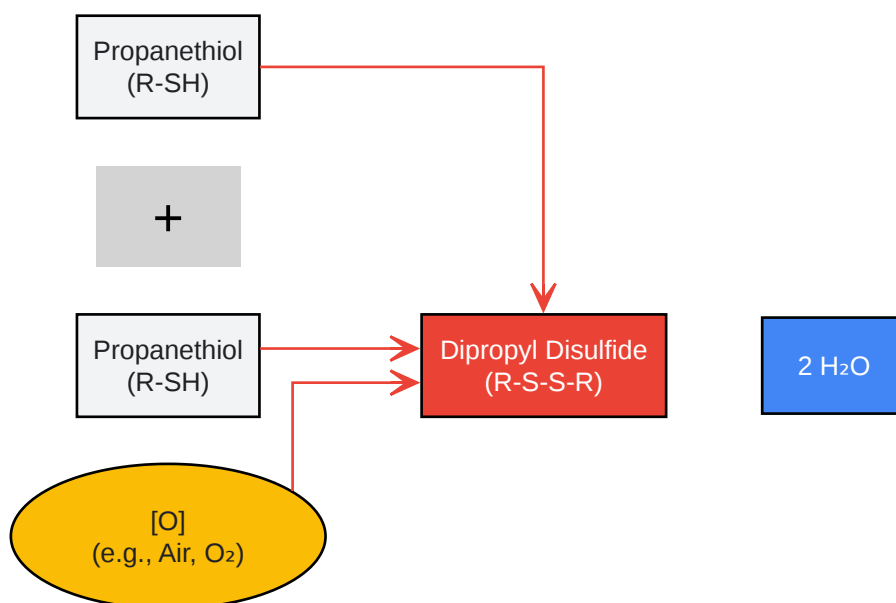 Propanethiol
(R-SH)
+
Propanethiol
(R-SH)
Dipropyl Disulfide
(R-S-S-R)
2 H₂O
[O]
(e.g., Air, O₂)